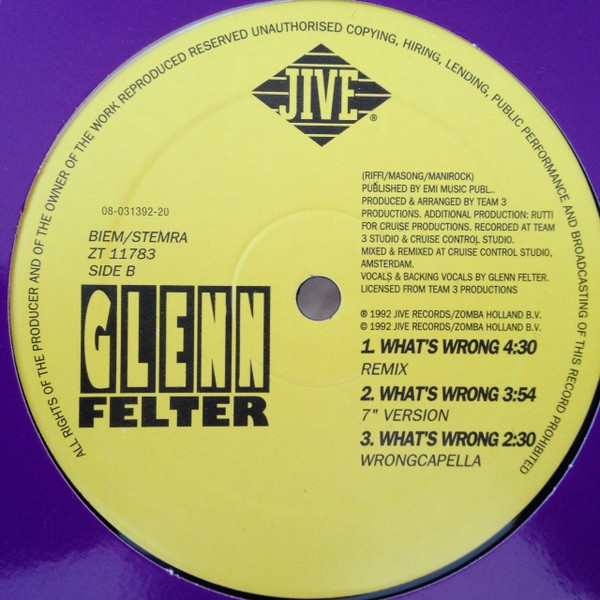 ALL RIGHTS OF THE PRODUCER AND OF THE OWNER OF THE WORK REPRODUCED RESERVED UNAUTHORISED COPYING, HIRING, LENDING, PUBLIC PERFORMANCE AND BROADCASTING OF THIS RECORD PROHIBITED
JIVE®
08-031392-20
BIEM/STEMRA
ZT 11783
SIDE B
GLENN
FELTER
(RIFFI/MASONG/MANIROCK)
PUBLISHED BY EMI MUSIC PUBL..
PRODUCED & ARRANGED BY TEAM 3
PRODUCTIONS. ADDITIONAL PRODUCTION: RUTTI
FOR CRUISE PRODUCTIONS. RECORDED AT TEAM
3 STUDIO & CRUISE CONTROL STUDIO.
MIXED & REMIXED AT CRUISE CONTROL STUDIO,
AMSTERDAM.
VOCALS & BACKING VOCALS BY GLENN FELTER.
LICENSED FROM TEAM 3 PRODUCTIONS
℗ 1992 JIVE RECORDS/ZOMBA HOLLAND B.V.
© 1992 JIVE RECORDS/ZOMBA HOLLAND B.V.
1. WHAT'S WRONG 4:30
REMIX
2. WHAT'S WRONG 3:54
7" VERSION
3. WHAT'S WRONG 2:30
WRONGCAPELLA